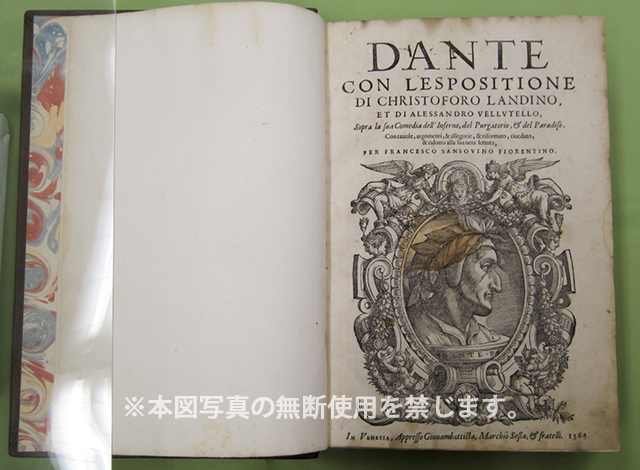 DANTE
CON L'ESPOSITIONE
DI CHRISTOFORO LANDINO,
ET DI ALESSANDRO VELLVTELLO,
Sopra la sua Comedia dell'Inferno, del Purgatorio, & del Paradiso.
Con tauole, argomenti, & allegorie, & riformato, riueduto,
& ridotto alla sua vera lettura,
PER FRANCESCO SANSOVINO FIORENTINO.
DANTE
※本図写真の無断使用を禁じます。
IN VENETIA, Appresso Giouambattista, Marchiò Sessa, & fratelli. 1564